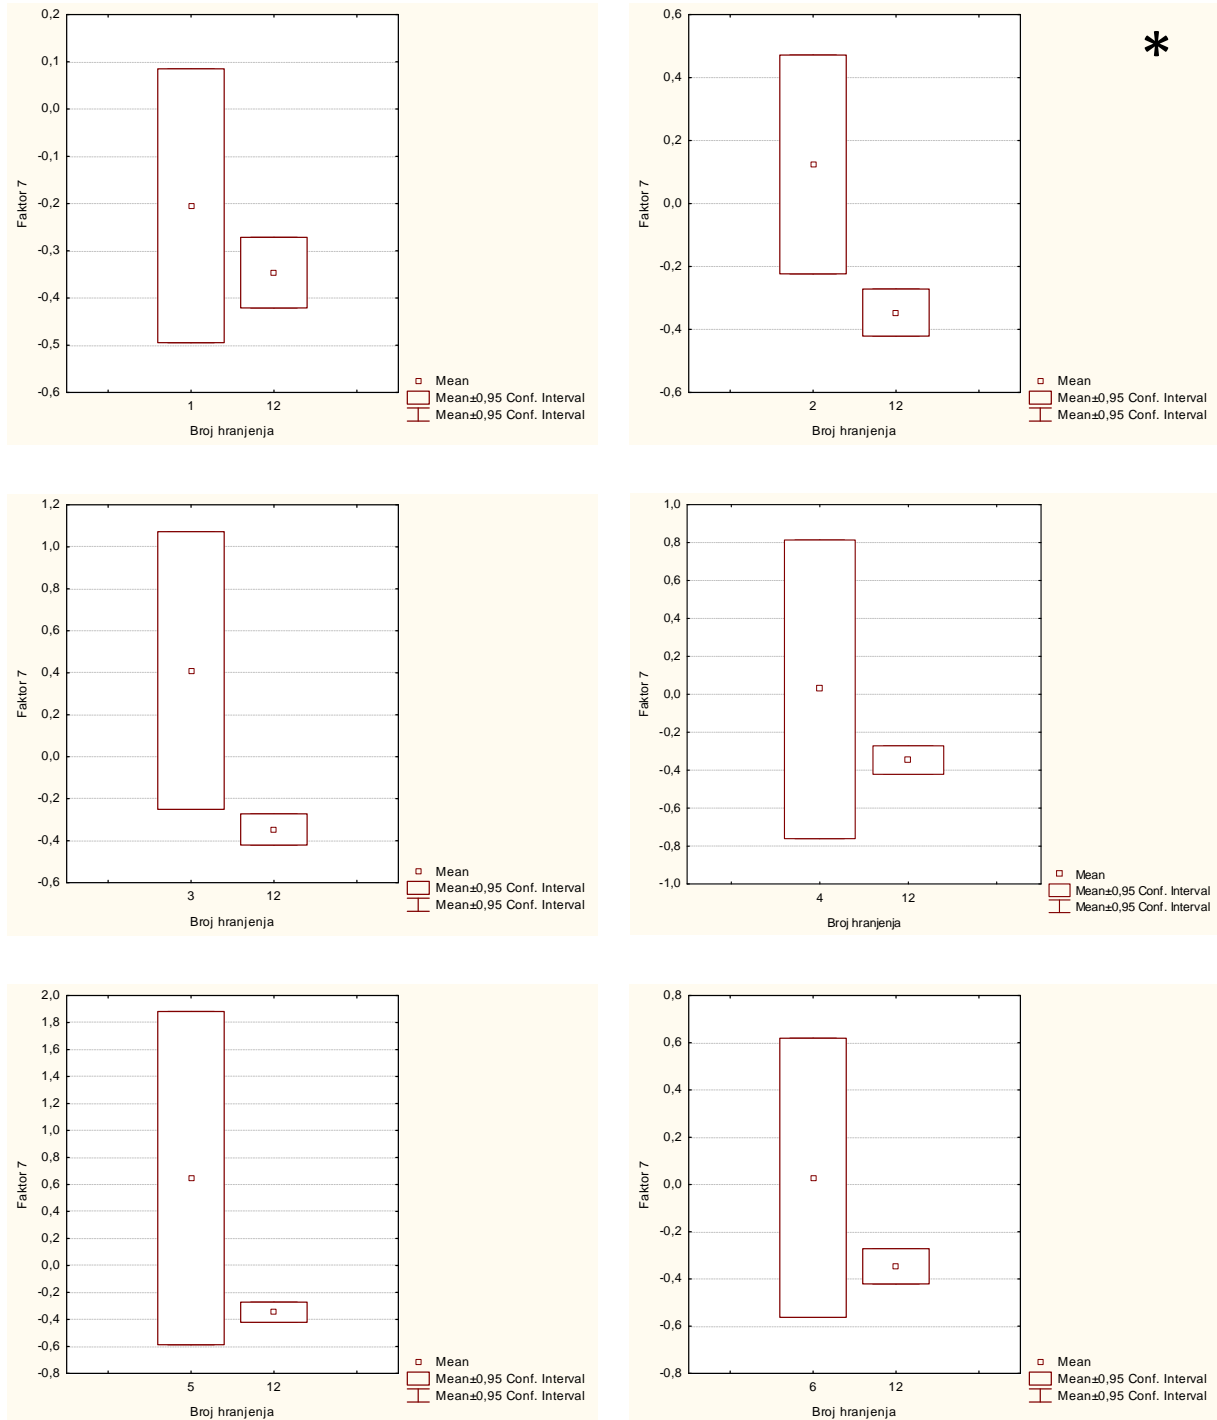 0,2
0,1
0,0
-0,1
-0,2
-0,3
-0,4
-0,5
-0,6
Faktor 7
1 12
Broj hranjenja
Mean
Mean±0,95 Conf. Interval
Mean±0,95 Conf. Interval
*
0,6
0,4
0,2
0,0
-0,2
-0,4
-0,6
Faktor 7
2 12
Broj hranjenja
Mean
Mean±0,95 Conf. Interval
Mean±0,95 Conf. Interval
1,2
1,0
0,8
0,6
0,4
0,2
0,0
-0,2
-0,4
-0,6
Faktor 7
3 12
Broj hranjenja
Mean
Mean±0,95 Conf. Interval
Mean±0,95 Conf. Interval
1,0
0,8
0,6
0,4
0,2
0,0
-0,2
-0,4
-0,6
-0,8
-1,0
Faktor 7
4 12
Broj hranjenja
Mean
Mean±0,95 Conf. Interval
Mean±0,95 Conf. Interval
2,0
1,8
1,6
1,4
1,2
1,0
0,8
0,6
0,4
0,2
0,0
-0,2
-0,4
-0,6
-0,8
Faktor 7
5 12
Broj hranjenja
Mean
Mean±0,95 Conf. Interval
Mean±0,95 Conf. Interval
0,8
0,6
0,4
0,2
0,0
-0,2
-0,4
-0,6
-0,8
Faktor 7
6 12
Broj hranjenja
Mean
Mean±0,95 Conf. Interval
Mean±0,95 Conf. Interval